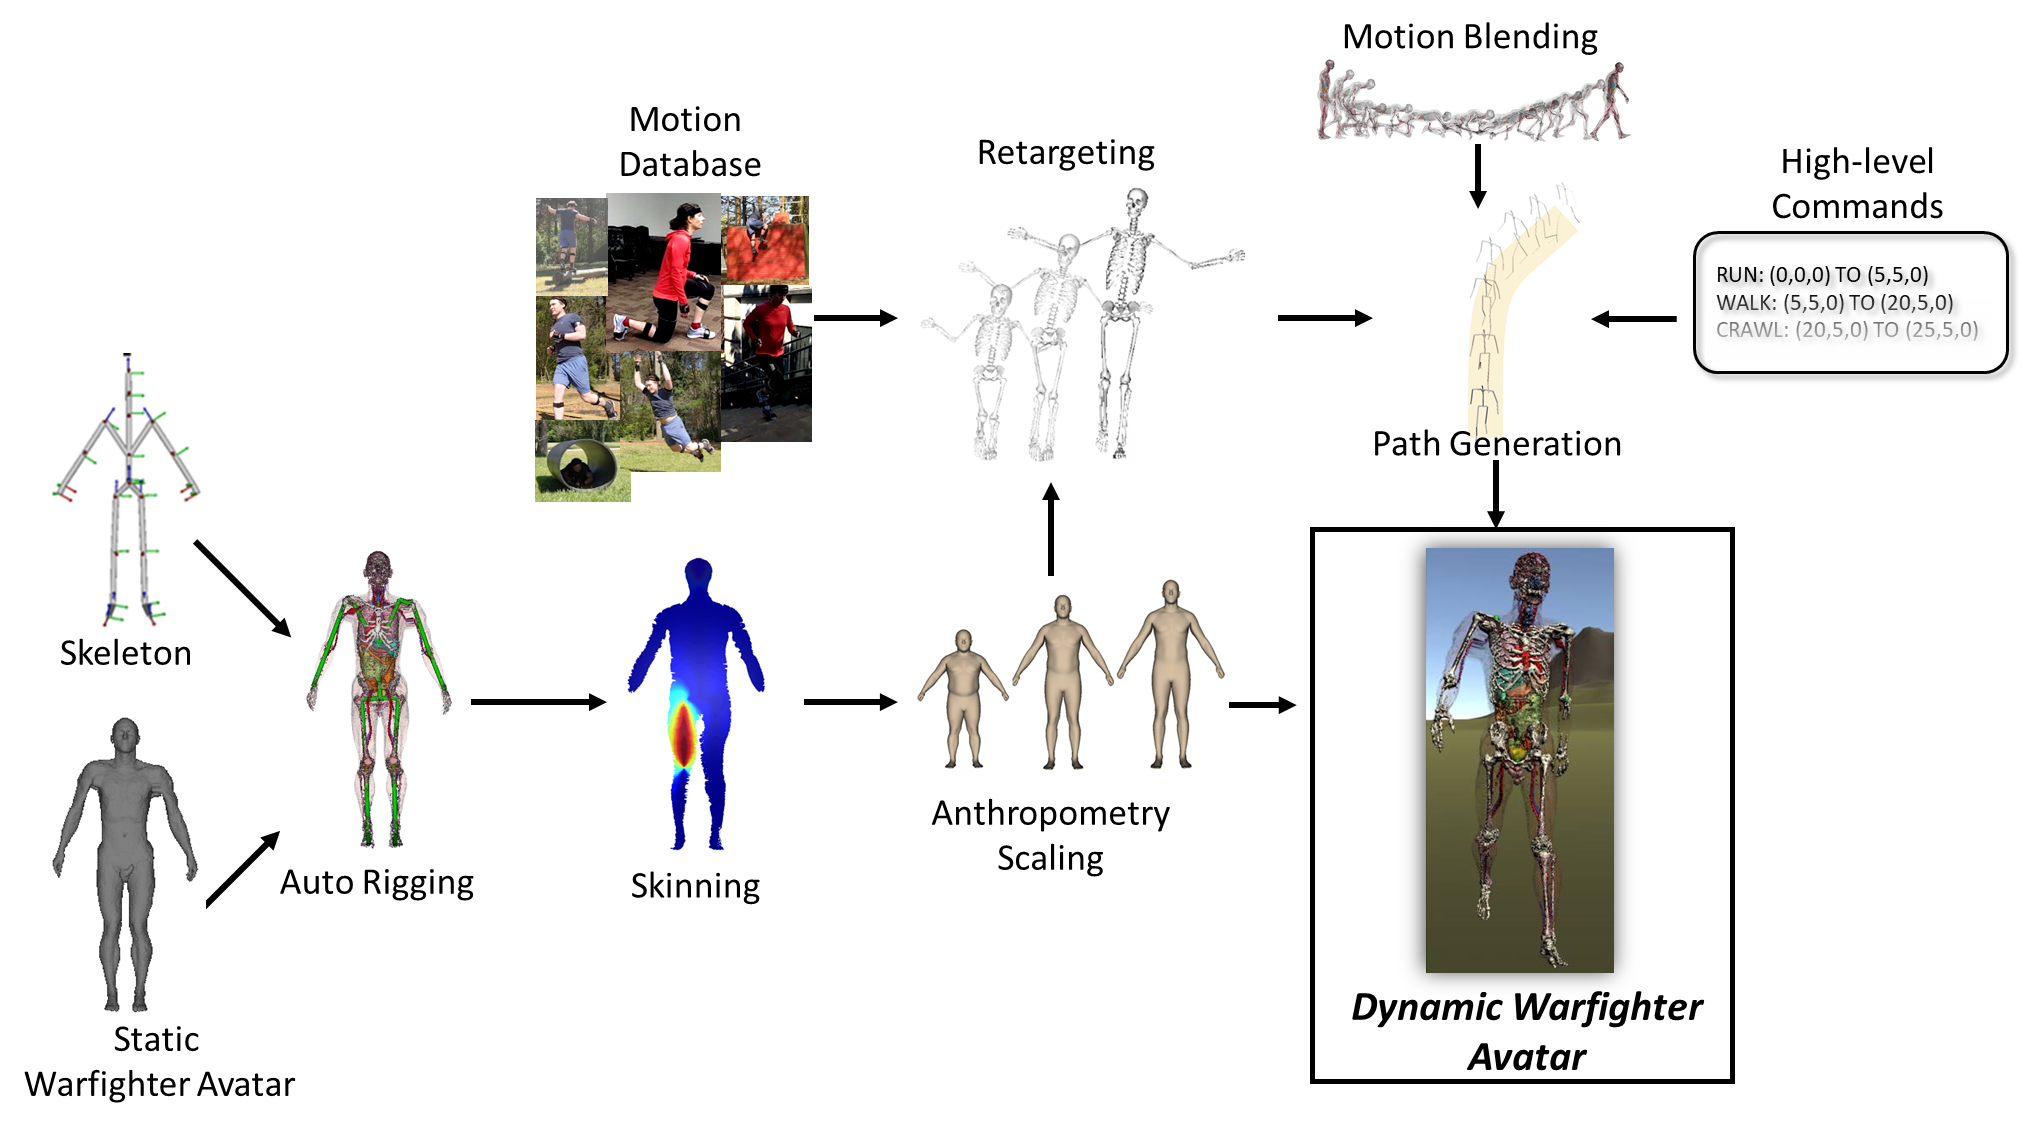 Motion Blending
Motion
Database
Retargeting
High-level
Commands
RUN: (0,0,0) TO (5,5,0)
WALK: (5,5,0) TO (20,5,0)
CRAWL: (20,5,0) TO (25,5,0)
Path Generation
Skeleton
Auto Rigging
Skinning
Anthropometry
Scaling
Static
Warfighter Avatar
Dynamic Warfighter
Avatar